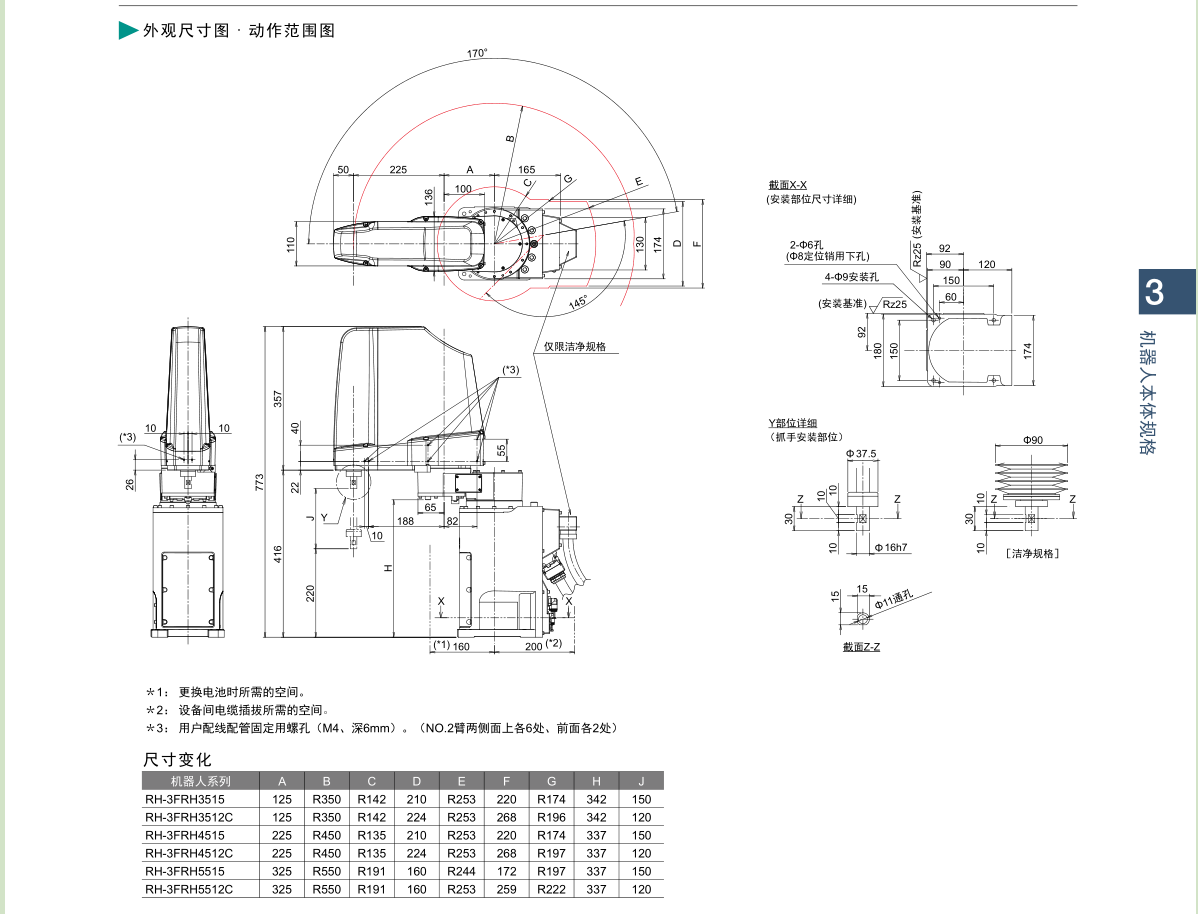 外观尺寸图·动作范围图
170°
B
50
225
A
165
C
G
E
136
100
110
130
174
D
F
145°
仅限洁净规格
(*3)
357
40
55
773
22
65
J
Y
188
82
10
416
H
220
X
X
(*1)
160
200
(*2)
10
10
(*3)
26
截面X-X
(安装部位尺寸详细)
2-Φ6孔
(Φ8定位销用下孔)
4-Φ9安装孔
(安装基准)
Rz25
Rz25 (安装基准)
92
90
120
150
60
92
180
150
174
Y部位详细
（抓手安装部位）
Φ37.5
10
10
Z
Z
30
10
Φ16h7
Φ90
10
Z
Z
30
10
［洁净规格］
15
15
Φ11通孔
截面Z-Z
3
机器人本体规格
＊1： 更换电池时所需的空间。
＊2： 设备间电缆插拔所需的空间。
＊3： 用户配线配管固定用螺孔（M4、深6mm）。（NO.2臂两侧面上各6处、前面各2处）
尺寸变化
机器人系列 A B C D E F G H J
RH-3FRH3515 125 R350 R142 210 R253 220 R174 342 150
RH-3FRH3512C 125 R350 R142 224 R253 268 R196 342 120
RH-3FRH4515 225 R450 R135 210 R253 220 R174 337 150
RH-3FRH4512C 225 R450 R135 224 R253 268 R197 337 120
RH-3FRH5515 325 R550 R191 160 R244 172 R197 337 150
RH-3FRH5512C 325 R550 R191 160 R253 259 R222 337 120